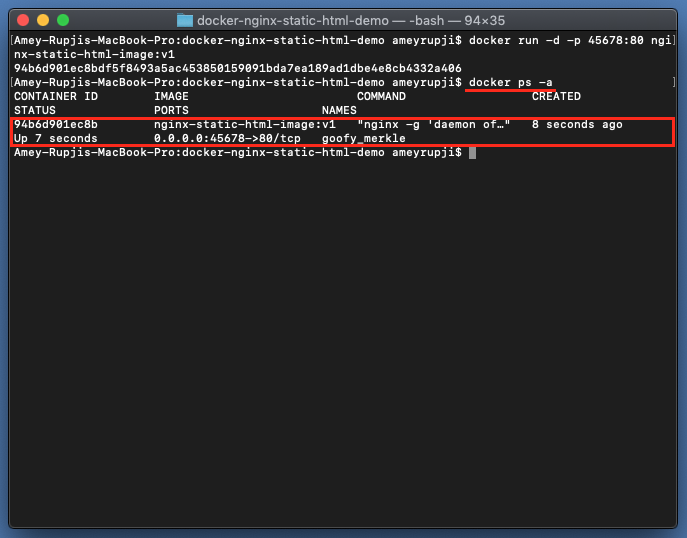 docker-nginx-static-html-demo — -bash — 94×35
[Amey-Rupjis-MacBook-Pro:docker-nginx-static-html-demo ameyrupji$ docker run -d -p 45678:80 ngi]
nx-static-html-image:v1
94b6d901ec8bdf5f8493a5ac453850159091bda7ea189ad1dbe4e8cb4332a406
[Amey-Rupjis-MacBook-Pro:docker-nginx-static-html-demo ameyrupji$ docker ps -a ]
CONTAINER ID        IMAGE                        COMMAND                  CREATED
STATUS              PORTS                   NAMES
94b6d901ec8b        nginx-static-html-image:v1   "nginx -g 'daemon of…"   8 seconds ago
Up 7 seconds        0.0.0.0:45678->80/tcp   goofy_merkle
Amey-Rupjis-MacBook-Pro:docker-nginx-static-html-demo ameyrupji$